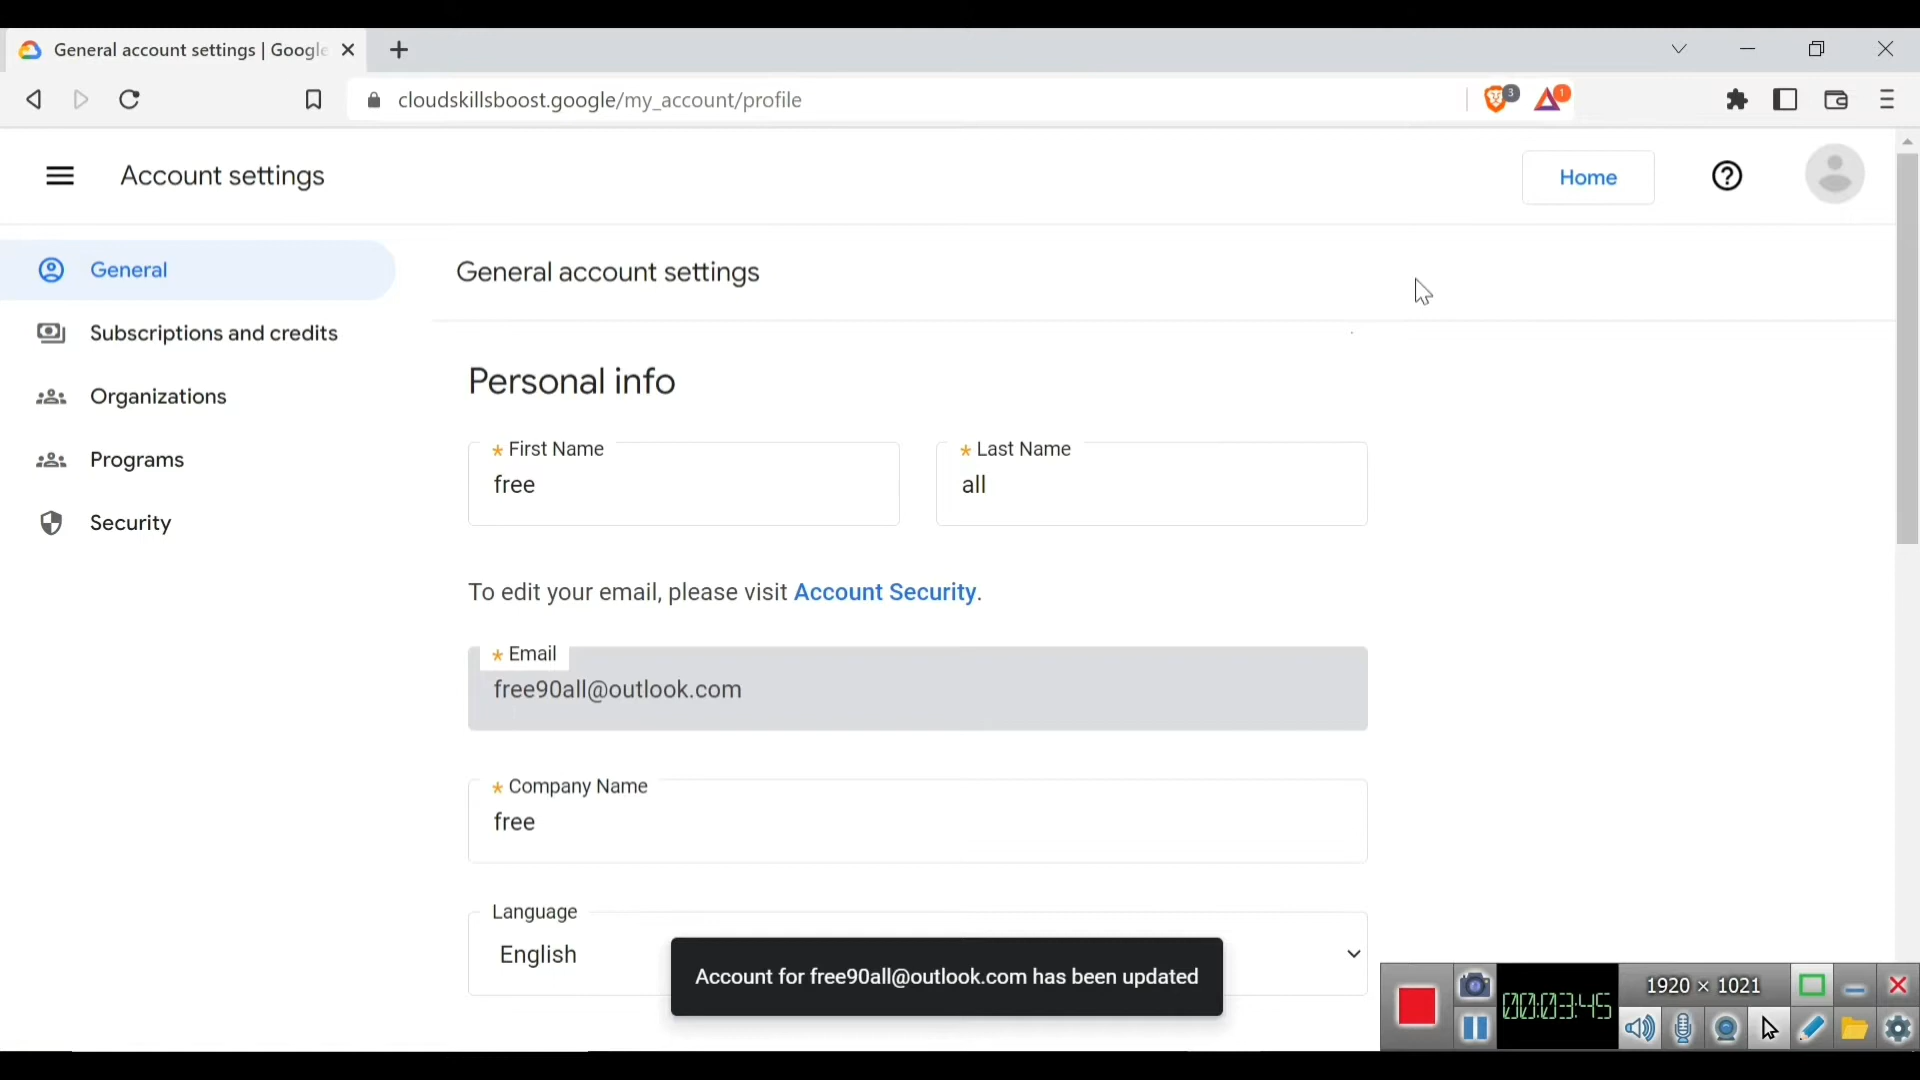 General account settings | Google
cloudskillsboost.google/my_account/profile
3
1
Account settings
Home
General
General account settings
Subscriptions and credits
Organizations
Programs
Security
Personal info
* First Name
free
* Last Name
all
To edit your email, please visit Account Security.
* Email
free90all@outlook.com
* Company Name
free
Language
English
Account for free90all@outlook.com has been updated
00:03:45
1920 × 1021